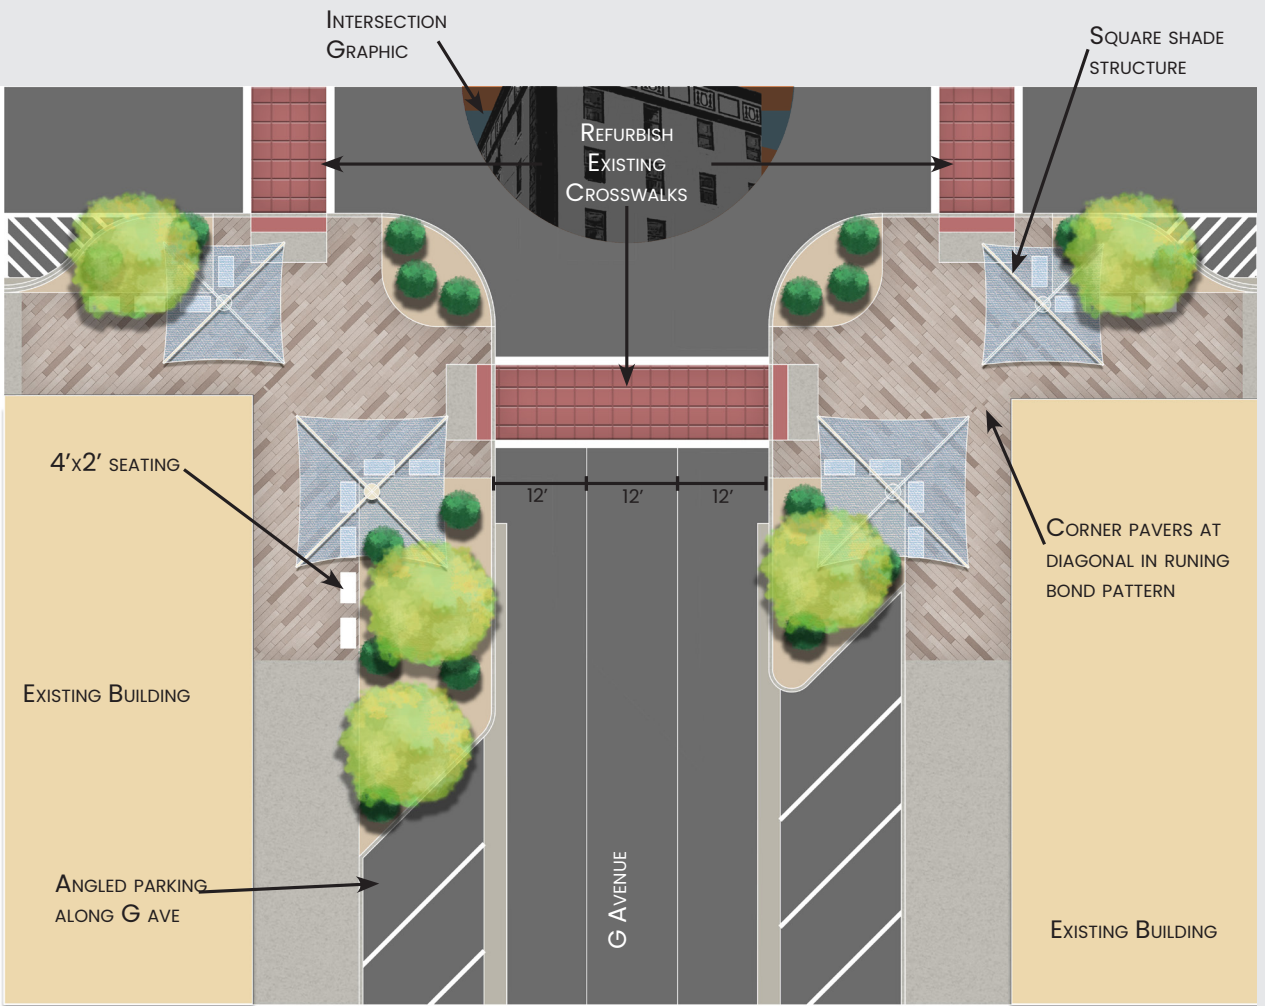 Intersection
Graphic
Square shade
structure
Refurbish
Existing
Crosswalks
4'x2' seating
12' 12' 12'
Corner pavers at
diagonal in runing
bond pattern
Existing Building
Angled parking
along G ave
G Avenue
Existing Building